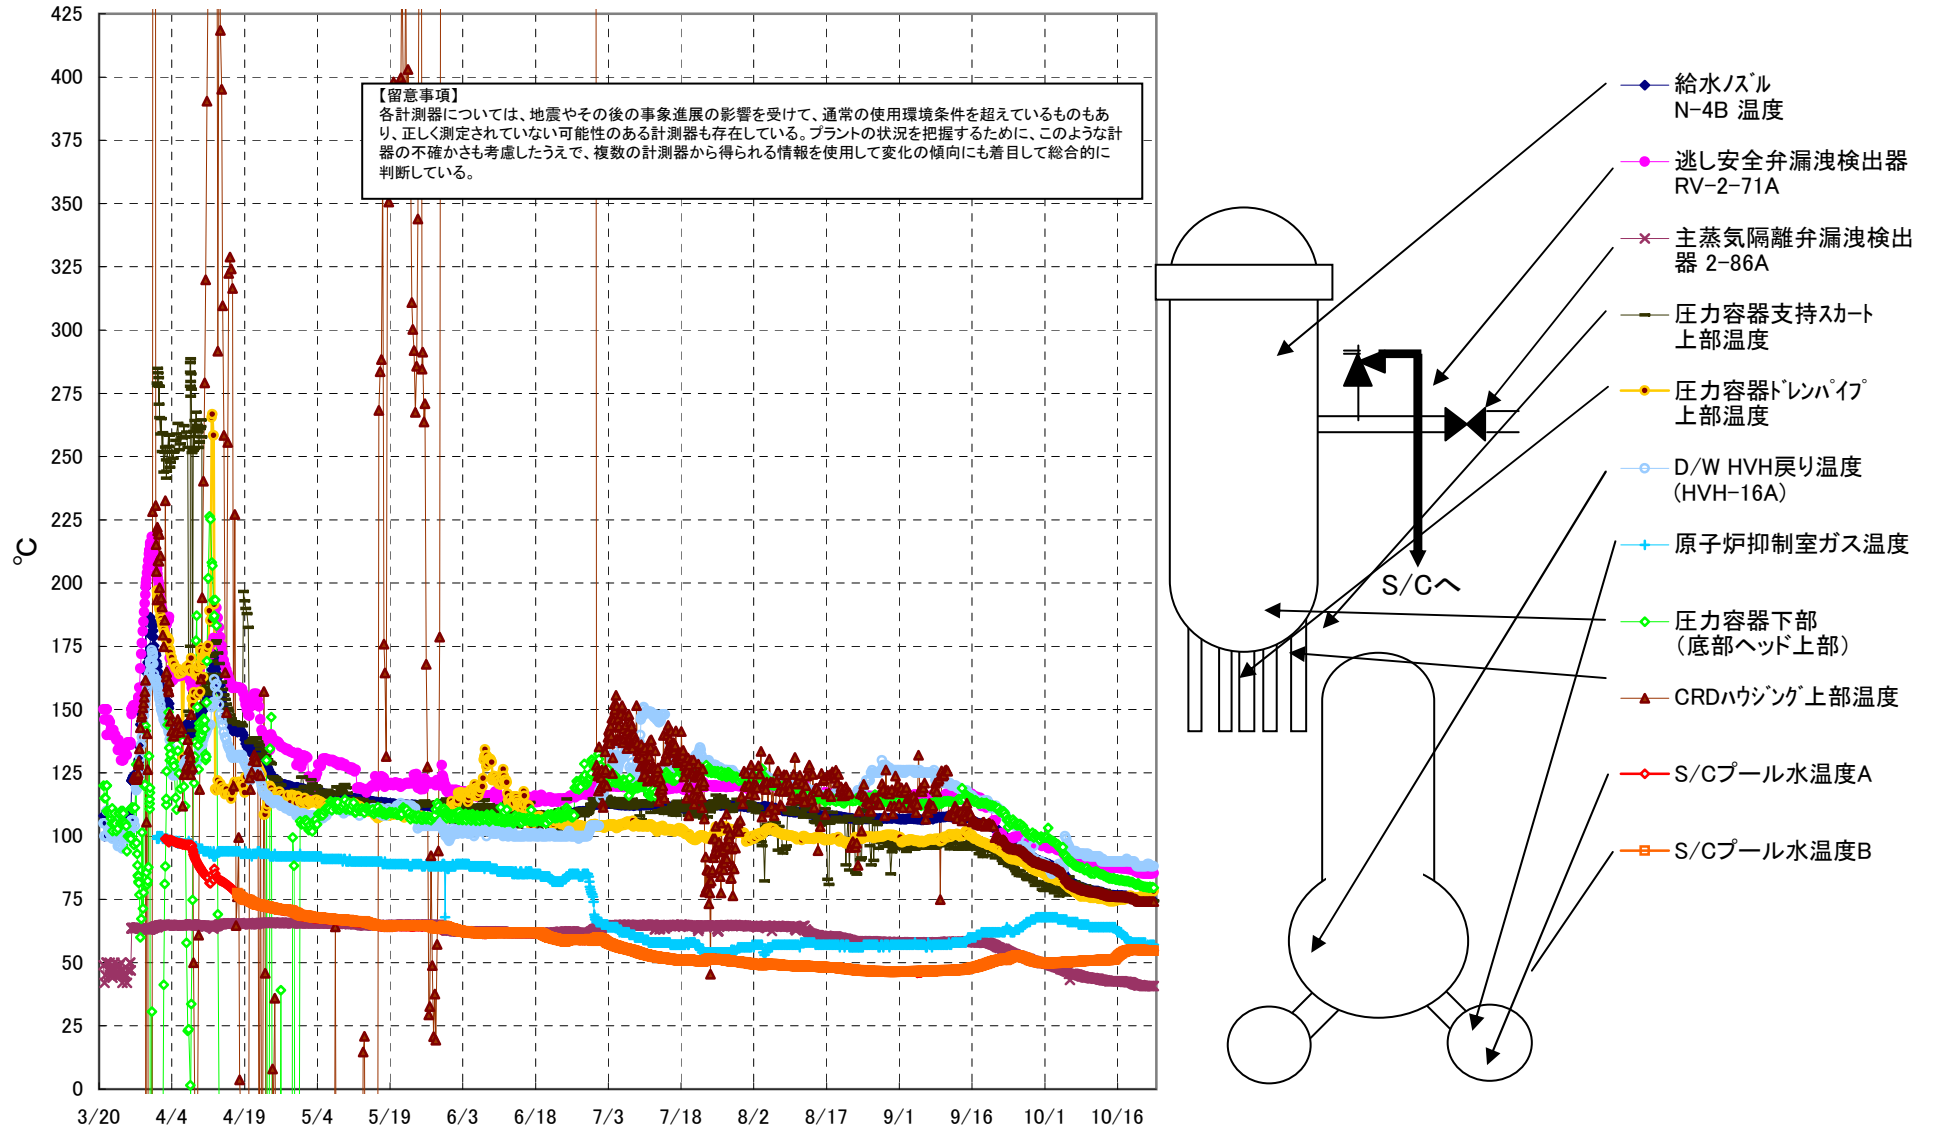 425
400
375
350
325
300
275
250
225
200
175
150
125
100
75
50
25
0
℃
3/20 4/4 4/19 5/4 5/19 6/3 6/18 7/3 7/18 8/2 8/17 9/1 9/16 10/1 10/16
【留意事項】
各計測器については、地震やその後の事象進展の影響を受けて、通常の使用環境条件を超えているものもあ
り、正しく測定されていない可能性のある計測器も存在している。プラントの状況を把握するために、このような計
器の不確かさも考慮したうえで、複数の計測器から得られる情報を使用して変化の傾向にも着目して総合的に
判断している。
S/Cへ
給水ﾉｽﾞﾙ
N-4B 温度
逃し安全弁漏洩検出器
RV-2-71A
主蒸気隔離弁漏洩検出
器 2-86A
圧力容器支持ｽｶｰﾄ
上部温度
圧力容器ﾄﾞﾚﾝﾊﾟｲﾌﾟ
上部温度
D/W HVH戻り温度
(HVH-16A)
原子炉抑制室ガス温度
圧力容器下部
（底部ヘッド上部）
CRDﾊｳｼﾞﾝｸﾞ上部温度
S/Cプール水温度A
S/Cプール水温度B